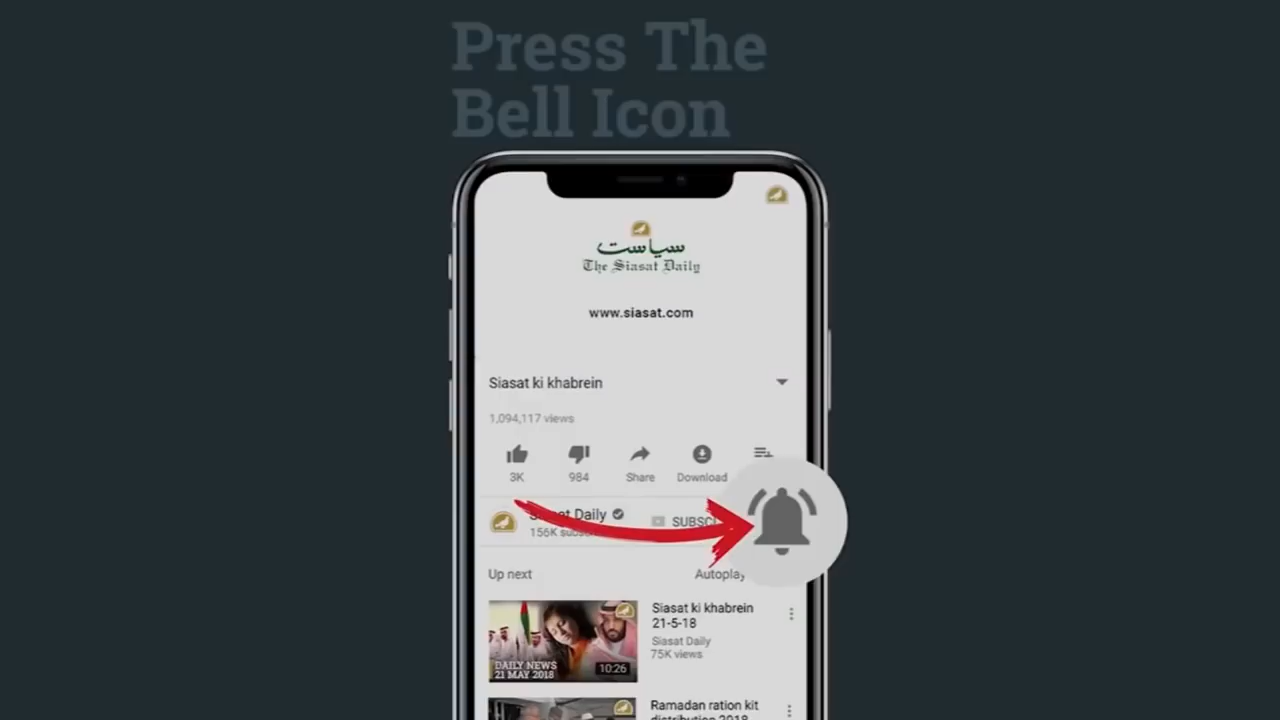 Press The
Bell Icon
سیاست
The Siasat Daily
www.siasat.com
Siasat ki khabrein
1,094,117 views
3K
984
Share
Download
Daily
SUBSC
156K
Up next
Autoplay
Siasat ki khabrein
21-5-18
Siasat Daily
75K views
DAILY NEWS
21 MAY 2018
10:26
Ramadan ration kit
distribution 2018